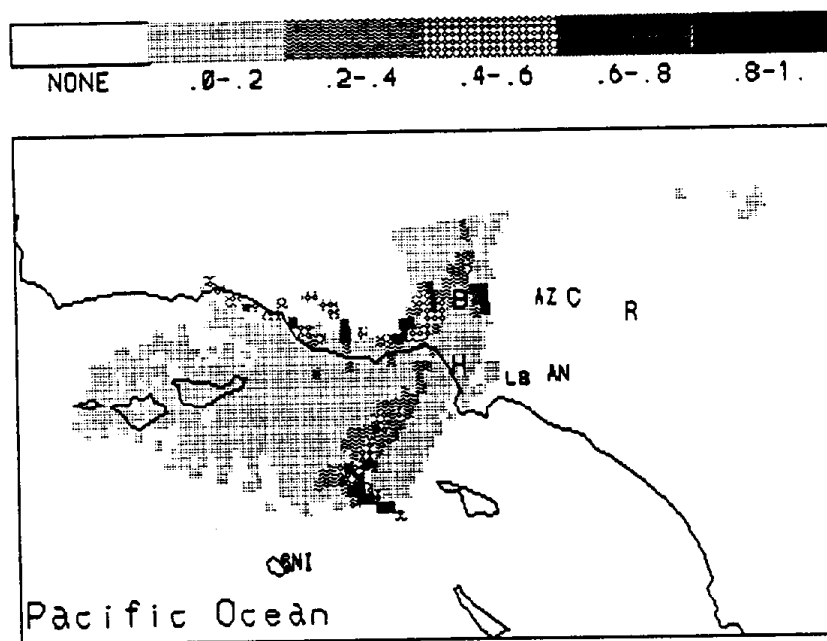 NONE .0-.2 .2-.4 .4-.6 .6-.8 .8-1.
B AZ C R
H LB AN
SNI
Pacific Ocean